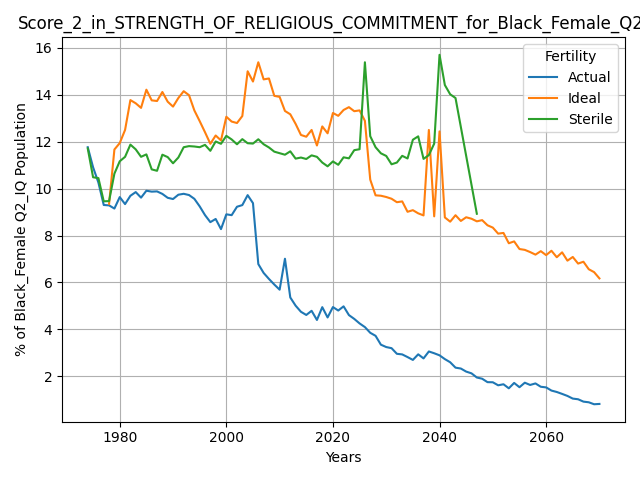 Score_2_in_STRENGTH_OF_RELIGIOUS_COMMITMENT_for_Black_Female_Q2
Fertility
Actual
Ideal
Sterile
% of Black_Female Q2_IQ Population
16
14
12
10
8
6
4
2
1980
2000
2020
2040
2060
Years